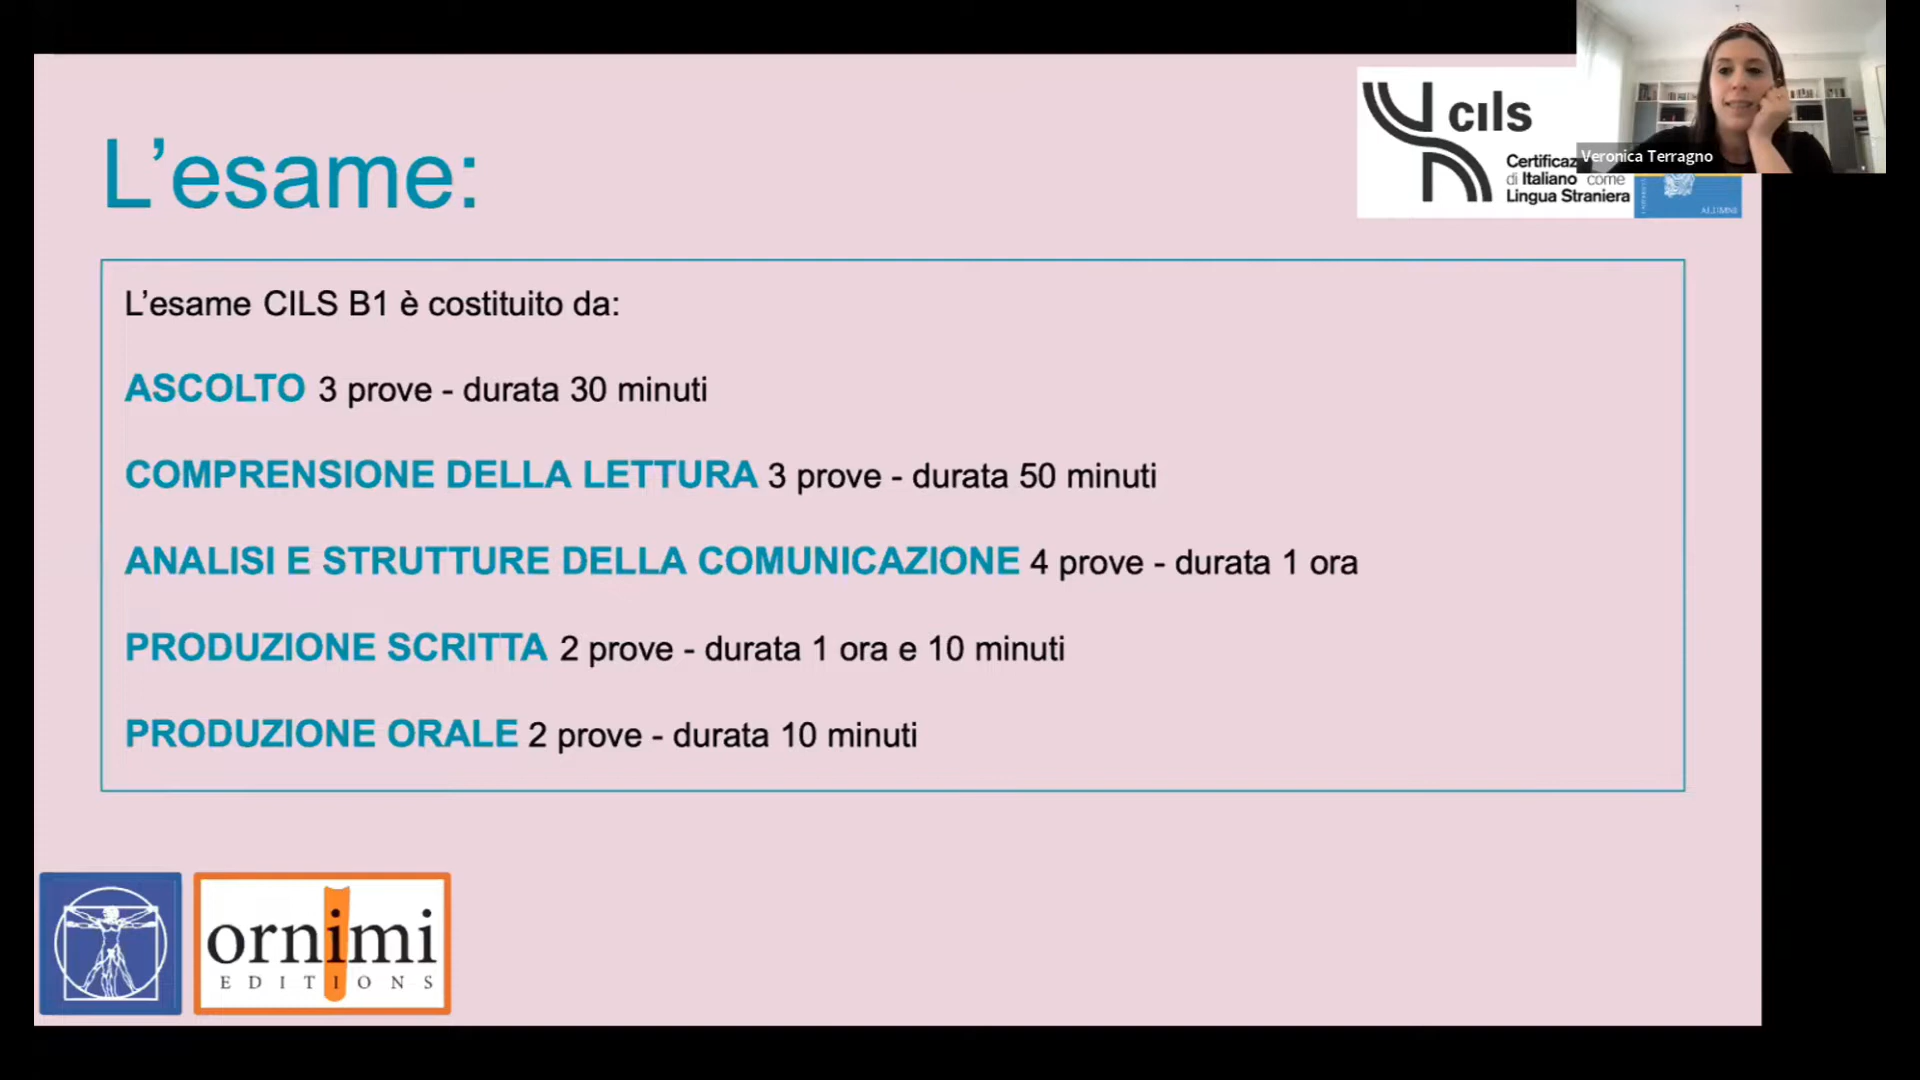 L'esame:
cıls
Certificaz
di Italiano come
Lingua Straniera
ALUMNI
Veronica Terragno
L'esame CILS B1 è costituito da:
ASCOLTO 3 prove - durata 30 minuti
COMPRENSIONE DELLA LETTURA 3 prove - durata 50 minuti
ANALISI E STRUTTURE DELLA COMUNICAZIONE 4 prove - durata 1 ora
PRODUZIONE SCRITTA 2 prove - durata 1 ora e 10 minuti
PRODUZIONE ORALE 2 prove - durata 10 minuti
ornimi
EDITIONS